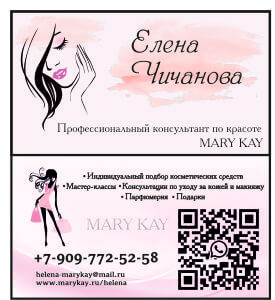 Елена
Чичанова
Профессиональный консультант по красоте
MARY KAY
•Индивидуальный подбор косметических средств
•Мастер-классы •Консультации по уходу за кожей и макияжу
•Парфюмерия •Подарки
MARY KAY
+7-909-772-52-58
helena-marykay@mail.ru
www.marykay.ru/helena